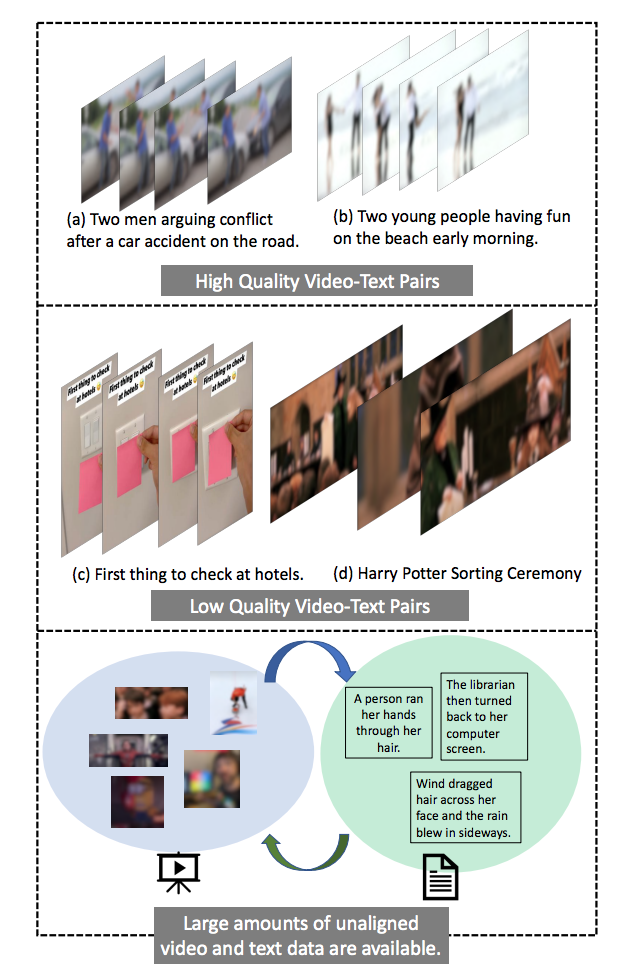 (a) Two men arguing conflict
after a car accident on the road.
(b) Two young people having fun
on the beach early morning.
High Quality Video-Text Pairs
First thing to check
at hotels
First thing to check
at hotels
First thing to check
at hotels
First thing to check
at hotels
(c) First thing to check at hotels.
(d) Harry Potter Sorting Ceremony
Low Quality Video-Text Pairs
A person ran
her hands
through her
hair.
The librarian
then turned
back to her
computer
screen.
Wind dragged
hair across her
face and the rain
blew in sideways.
Large amounts of unaligned
video and text data are available.